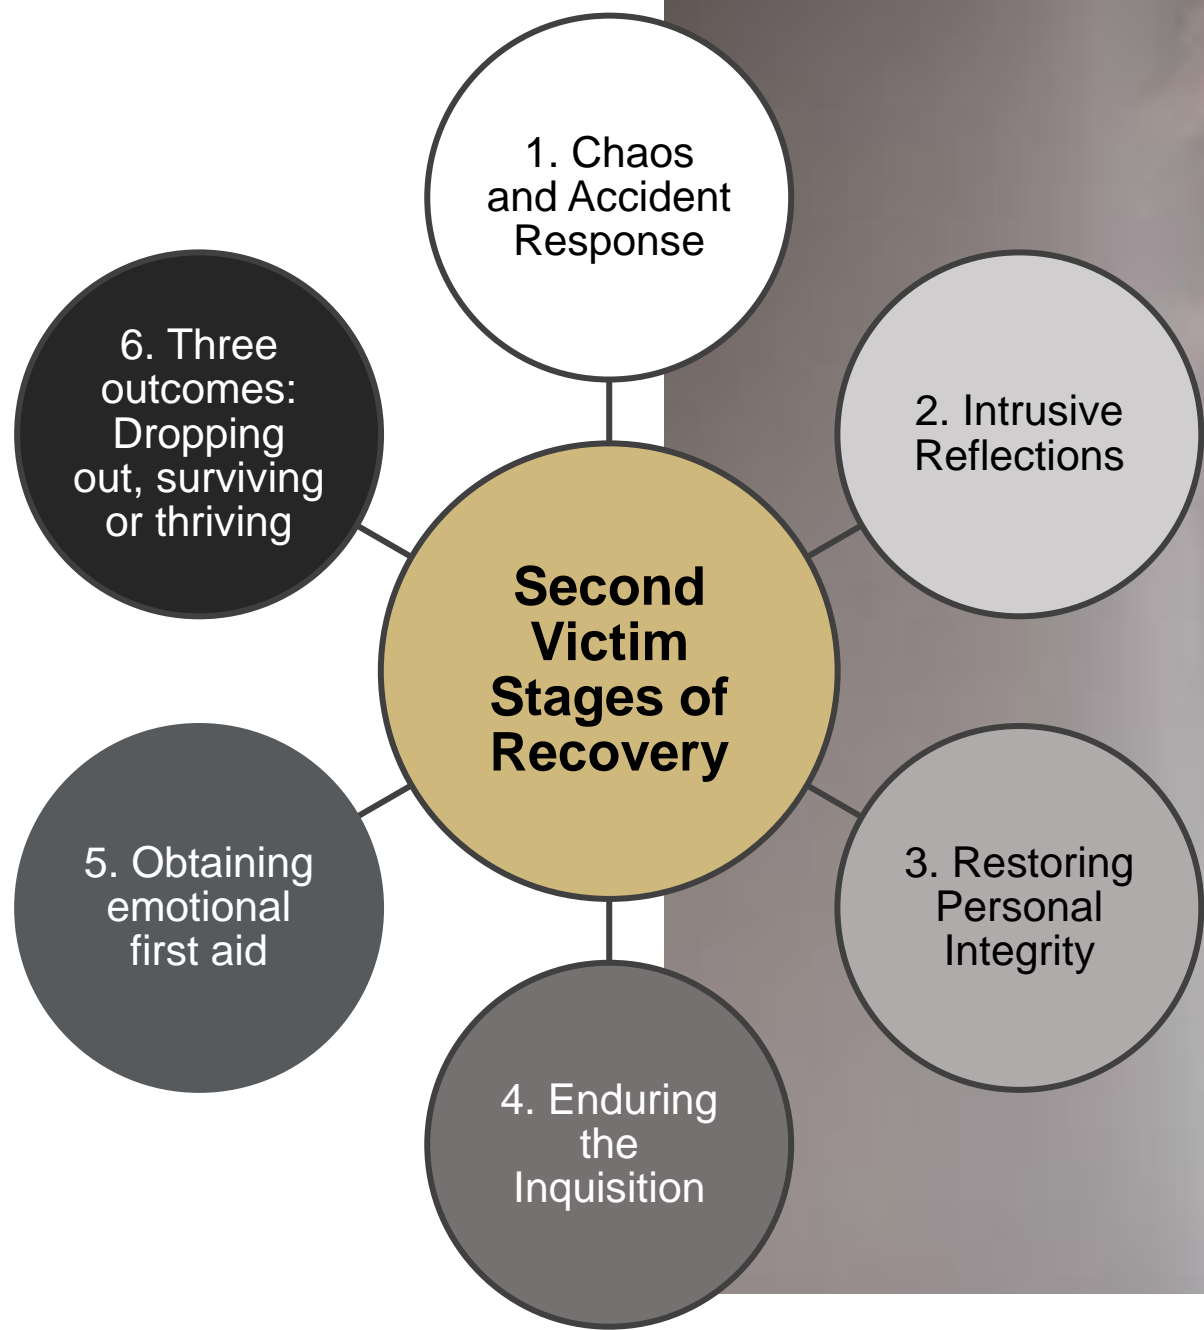 1. Chaos
and Accident
Response
2. Intrusive
Reflections
3. Restoring
Personal
Integrity
4. Enduring
the
Inquisition
5. Obtaining
emotional
first aid
6. Three
outcomes:
Dropping
out, surviving
or thriving
Second
Victim
Stages of
Recovery